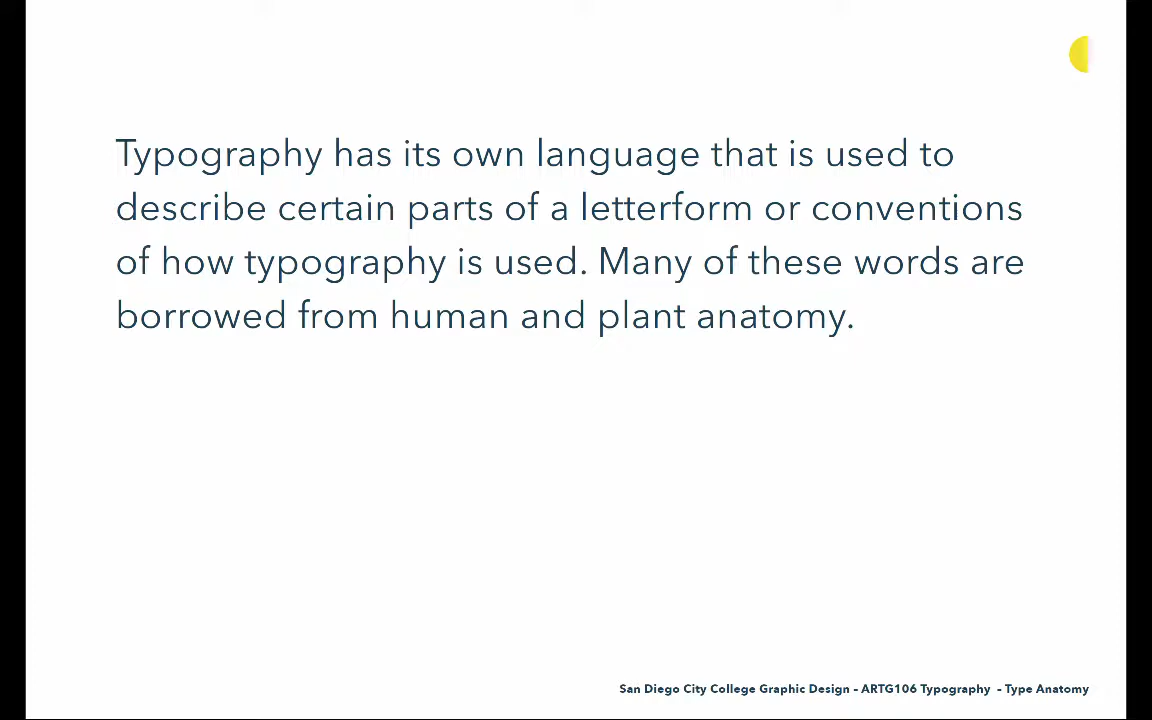 Typography has its own language that is used to
describe certain parts of a letterform or conventions
of how typography is used. Many of these words are
borrowed from human and plant anatomy.
San Diego City College Graphic Design – ARTG106 Typography – Type Anatomy